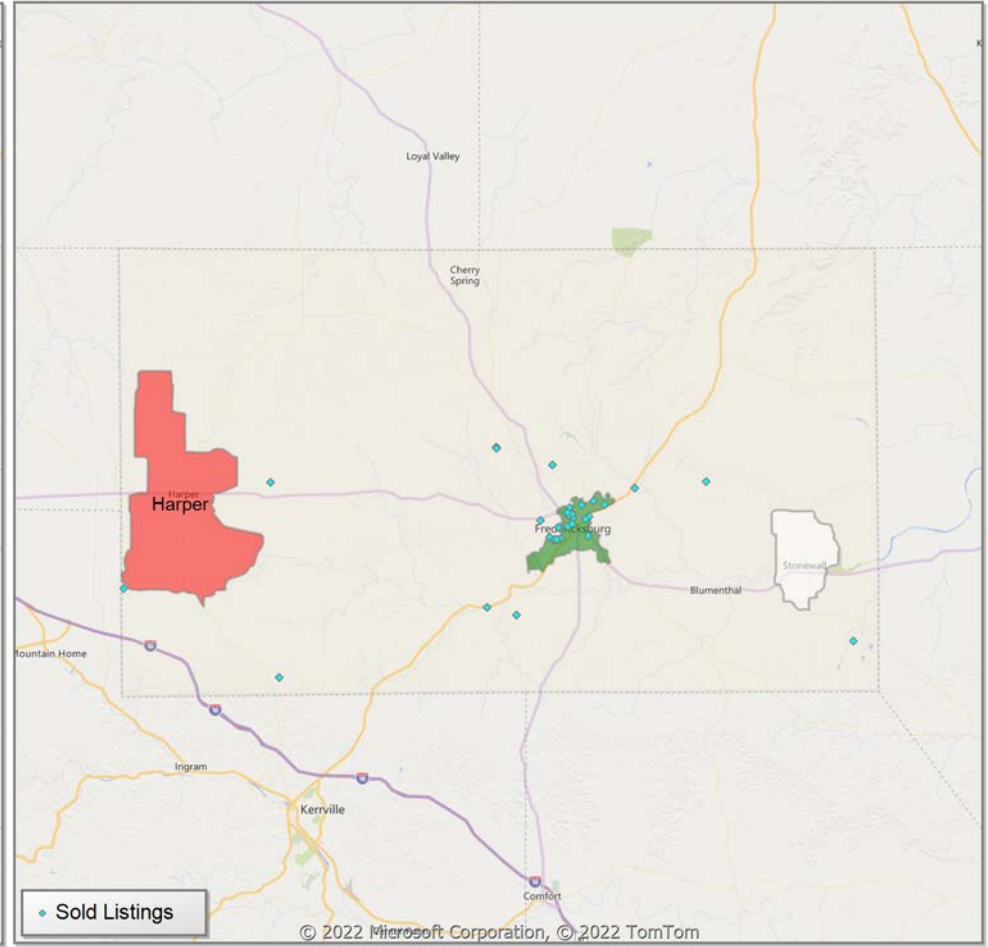 Loyal Valley
Cherry
Spring
Harper
Harper
Fredericksburg
Stonewall
Blumenthal
Mountain Home
Ingram
Kerrville
Comfort
Sold Listings
© 2022 Microsoft Corporation, © 2022 TomTom